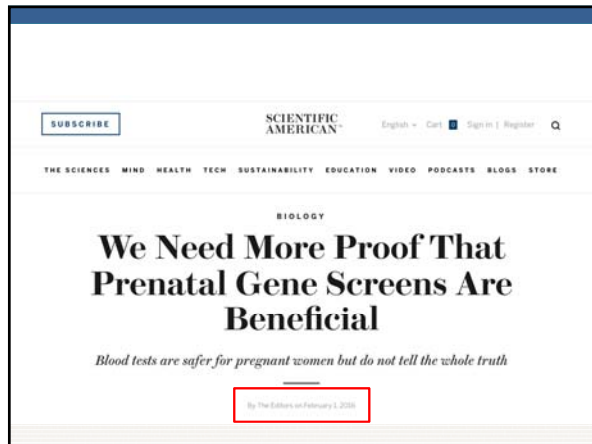 SUBSCRIBE
SCIENTIFIC
AMERICAN™
English Cart 0 Sign in | Register
THE SCIENCES MIND HEALTH TECH SUSTAINABILITY EDUCATION VIDEO PODCASTS BLOGS STORE
BIOLOGY
We Need More Proof That
Prenatal Gene Screens Are
Beneficial
Blood tests are safer for pregnant women but do not tell the whole truth
By The Editors on February 1, 2016